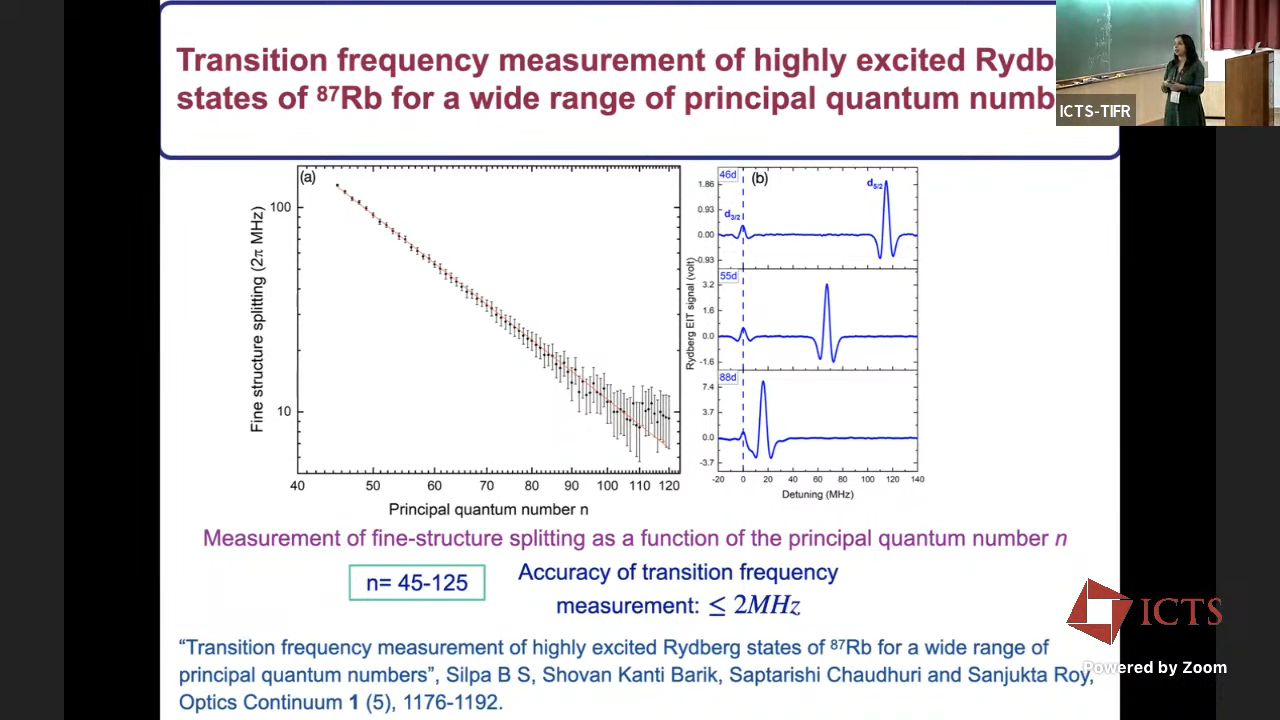 Transition frequency measurement of highly excited Rydb
states of ⁸⁷Rb for a wide range of principal quantum numb
ICTS-TIFR
(a)
Fine structure splitting (2π MHz)
100
10
40 50 60 70 80 90 100 110 120
Principal quantum number n
(b)
Rydberg EIT signal (volt)
46d
d3/2
d5/2
1.86
0.93
0.00
-0.93
55d
3.2
1.6
0.0
-1.6
88d
7.4
3.7
0.0
-3.7
-20 0 20 40 60 80 100 120 140
Detuning (MHz)
Measurement of fine-structure splitting as a function of the principal quantum number n
n= 45-125
Accuracy of transition frequency
measurement: ≤ 2MHz
“Transition frequency measurement of highly excited Rydberg states of ⁸⁷Rb for a wide range of
principal quantum numbers”, Silpa B S, Shovan Kanti Barik, Saptarishi Chaudhuri and Sanjukta Roy,
Optics Continuum 1 (5), 1176-1192.
ICTS
Powered by Zoom